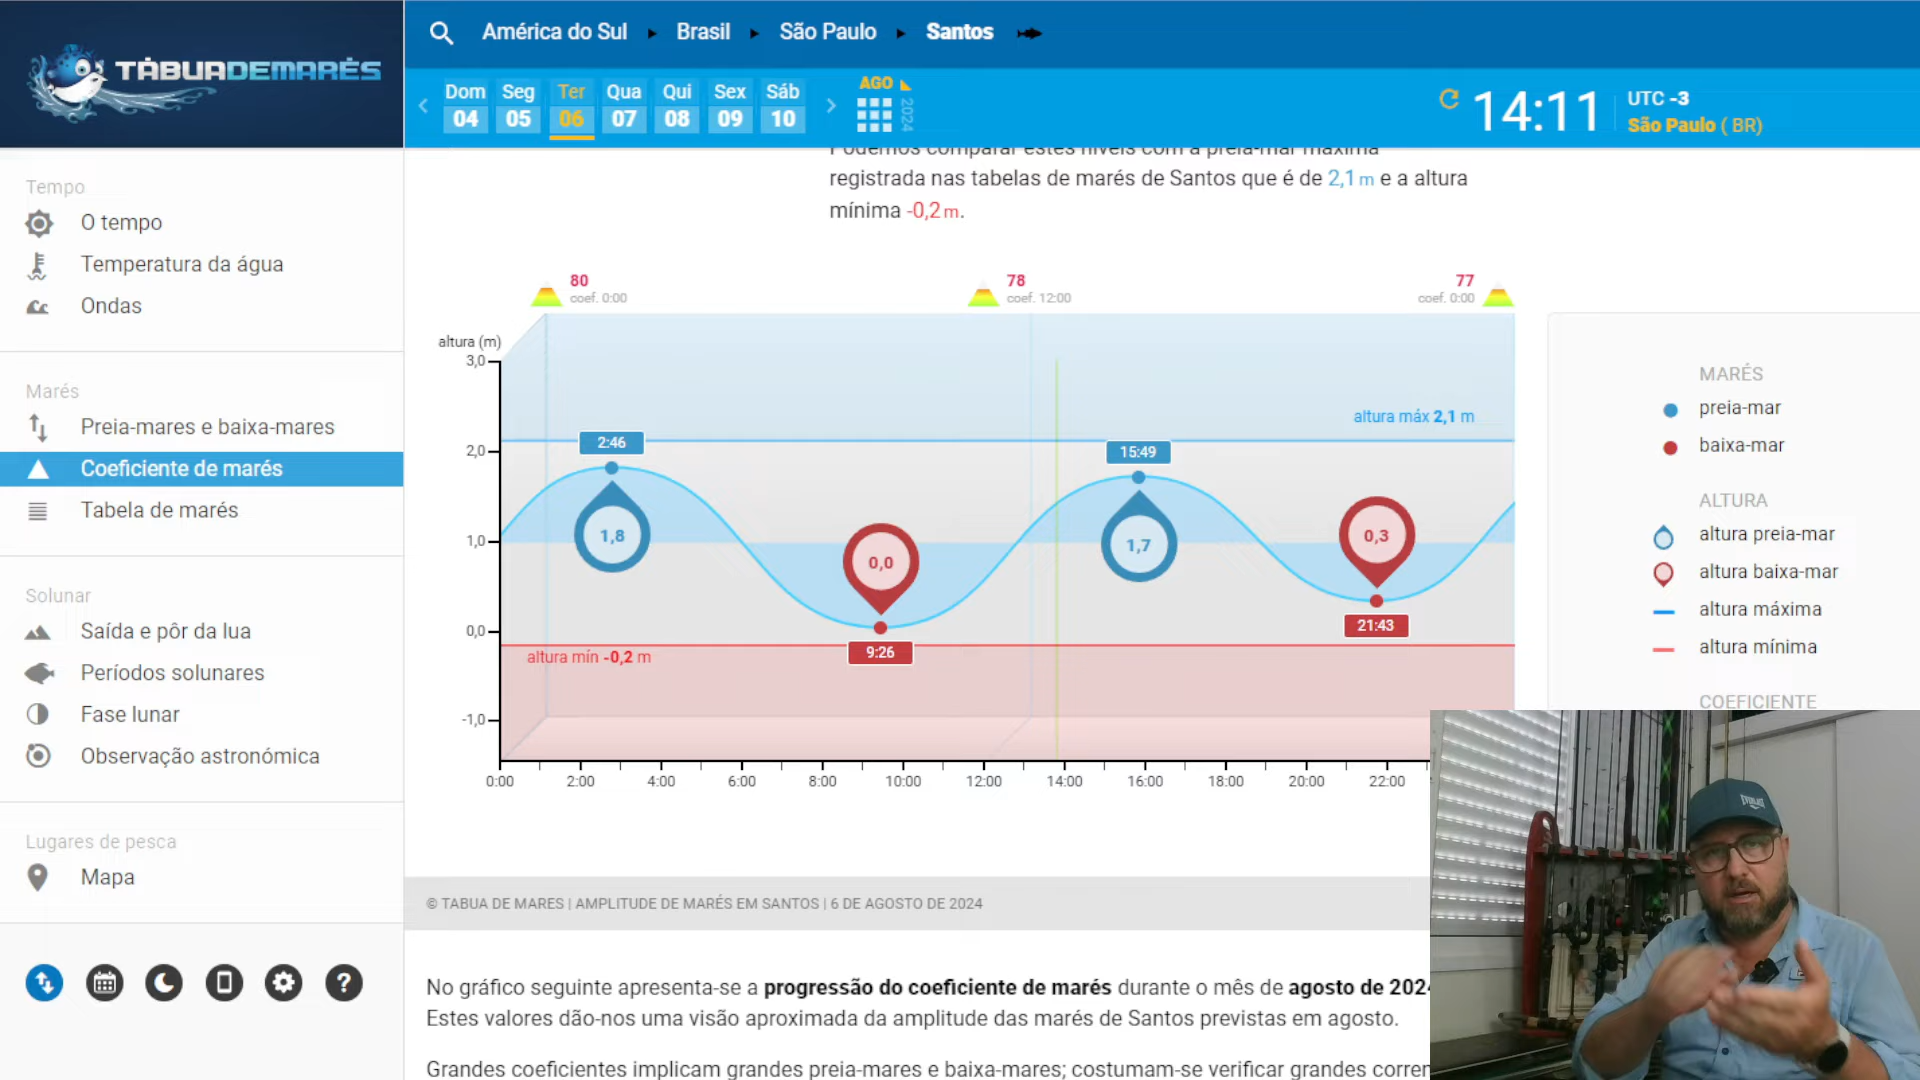 TÁBUADEMARÉS
América do Sul Brasil São Paulo Santos
Dom Seg Ter Qua Qui Sex Sáb
04 05 06 07 08 09 10
AGO
2024
14:11
UTC -3
São Paulo ( BR)
Tempo
O tempo
Temperatura da água
Ondas
Marés
Preia-mares e baixa-mares
Coeficiente de marés
Tabela de marés
Solunar
Saída e pôr da lua
Períodos solunares
Fase lunar
Observação astronómica
Lugares de pesca
Mapa
?
Podemos comparar estes níveis com a preia-mar máxima
registrada nas tabelas de marés de Santos que é de 2,1 m e a altura
mínima -0,2 m.
80
coef. 0:00
78
coef. 12:00
77
coef. 0:00
altura (m)
3,0
2,0
1,0
0,0
-1,0
altura máx 2,1 m
2:46
1,8
0,0
9:26
15:49
1,7
0,3
21:43
altura mín -0,2 m
0:00 2:00 4:00 6:00 8:00 10:00 12:00 14:00 16:00 18:00 20:00 22:00
MARÉS
preia-mar
baixa-mar
ALTURA
altura preia-mar
altura baixa-mar
altura máxima
altura mínima
COEFICIENTE
© TABUA DE MARES | AMPLITUDE DE MARÉS EM SANTOS | 6 DE AGOSTO DE 2024
No gráfico seguinte apresenta-se a progressão do coeficiente de marés durante o mês de agosto de 202
Estes valores dão-nos uma visão aproximada da amplitude das marés de Santos previstas em agosto.
Grandes coeficientes implicam grandes preia-mares e baixa-mares; costumam-se verificar grandes corren